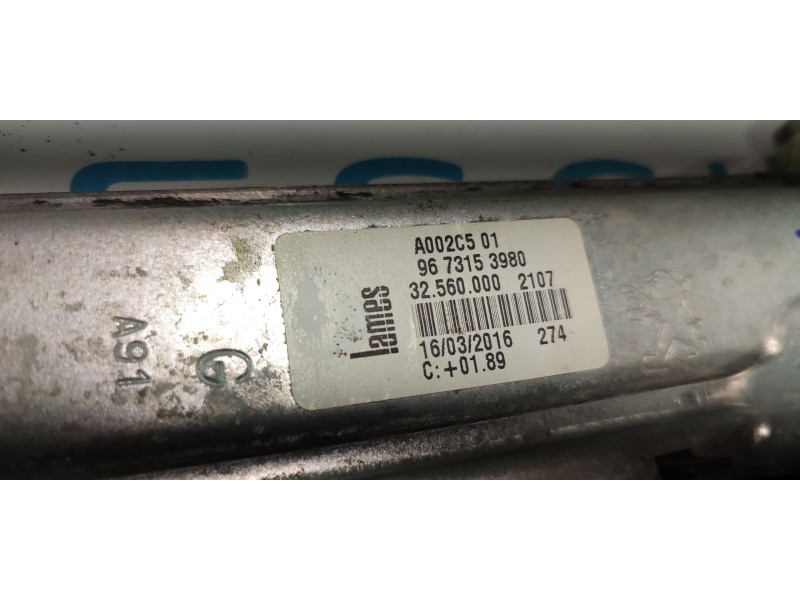 A002C5 01
96 7315 3980
32.560.000 2107
16/03/2016 274
C:+01.89
Lames
G
A91